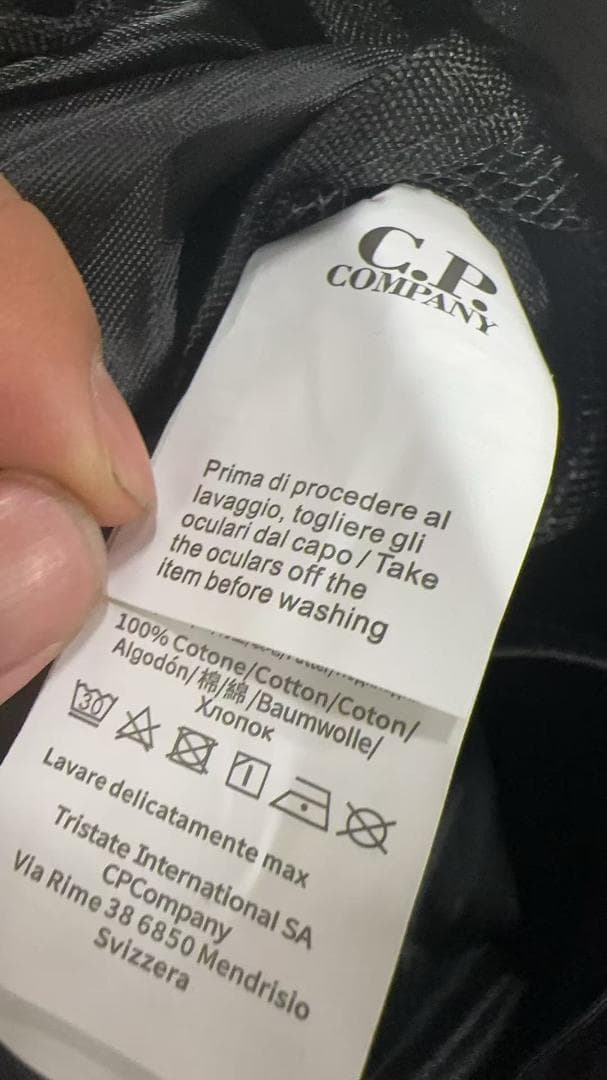 C.P.
COMPANY
Prima di procedere al
lavaggio, togliere gli
oculari dal capo / Take
the oculars off the
item before washing
100% Cotone/Cotton/Coton/
Algodón/棉/綿/Baumwolle/
Хлопок
30
Lavare delicatamente max
Tristate International SA
CPCompany
Via Rime 38 6850 Mendrisio
Svizzera